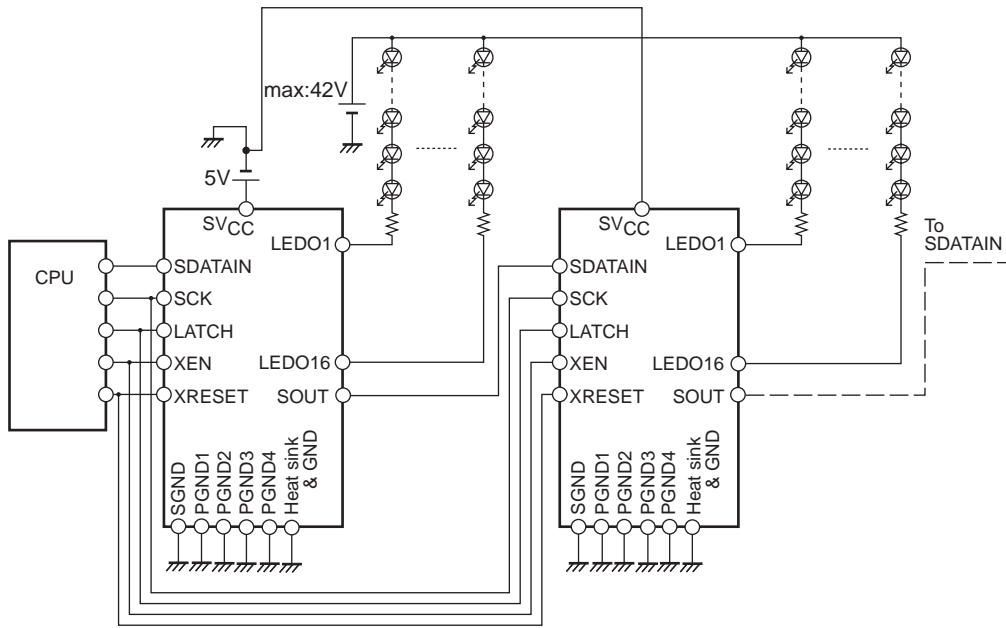 max:42V
5V
SVCC
LEDO1
CPU
SDATAIN
SCK
LATCH
XEN
LEDO16
XRESET
SOUT
SGND
PGND1
PGND2
PGND3
PGND4
Heat sink
& GND
SVCC
LEDO1
To
SDATAIN
SDATAIN
SCK
LATCH
XEN
LEDO16
XRESET
SOUT
SGND
PGND1
PGND2
PGND3
PGND4
Heat sink
& GND